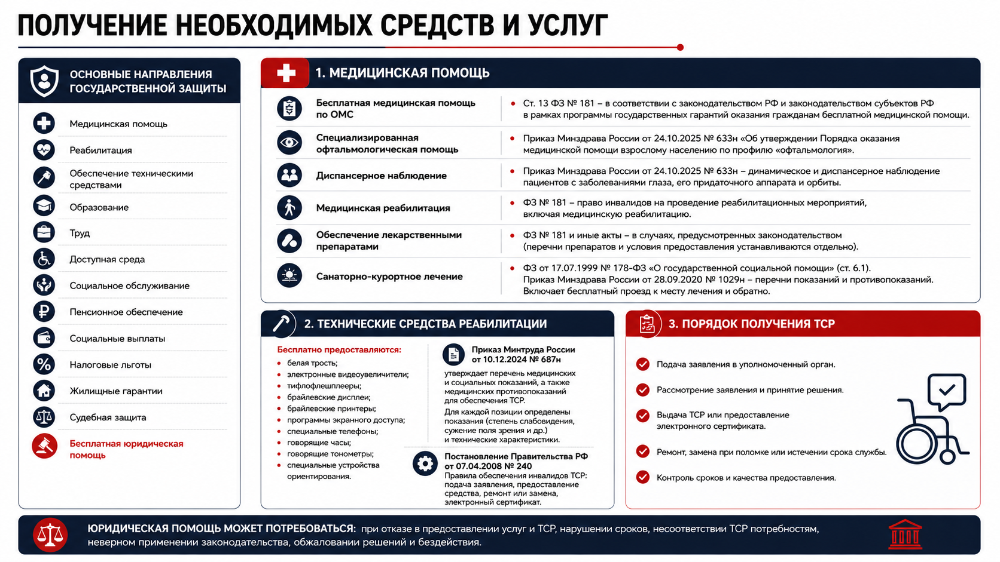 ПОЛУЧЕНИЕ НЕОБХОДИМЫХ СРЕДСТВ И УСЛУГ
ОСНОВНЫЕ НАПРАВЛЕНИЯ
ГОСУДАРСТВЕННОЙ ЗАЩИТЫ
Медицинская помощь
Реабилитация
Обеспечение техническими
средствами
Образование
Труд
Доступная среда
Социальное обслуживание
Пенсионное обеспечение
Социальные выплаты
Налоговые льготы
Жилищные гарантии
Судебная защита
Бесплатная юридическая
помощь
1. МЕДИЦИНСКАЯ ПОМОЩЬ
Бесплатная медицинская помощь
по ОМС
• Ст. 13 ФЗ № 181 – в соответствии с законодательством РФ и законодательством субъектов РФ
в рамках программы государственных гарантий оказания гражданам бесплатной медицинской помощи.
Специализированная
офтальмологическая помощь
• Приказ Минздрава России от 24.10.2025 № 633н «Об утверждении Порядка оказания
медицинской помощи взрослому населению по профилю «офтальмология».
Диспансерное наблюдение
• Приказ Минздрава России от 24.10.2025 № 633н – динамическое и диспансерное наблюдение
пациентов с заболеваниями глаза, его придаточного аппарата и орбиты.
Медицинская реабилитация
• ФЗ № 181 – право инвалидов на проведение реабилитационных мероприятий,
включая медицинскую реабилитацию.
Обеспечение лекарственными
препаратами
• ФЗ № 181 и иные акты – в случаях, предусмотренных законодательством
(перечни препаратов и условия предоставления устанавливаются отдельно).
Санаторно-курортное лечение
• ФЗ от 17.07.1999 № 178-ФЗ «О государственной социальной помощи» (ст. 6.1).
Приказ Минздрава России от 28.09.2020 № 1029н – перечни показаний и противопоказаний.
Включает бесплатный проезд к месту лечения и обратно.
2. ТЕХНИЧЕСКИЕ СРЕДСТВА РЕАБИЛИТАЦИИ
Бесплатно предоставляются:
• белая трость;
• электронные видеоувеличители;
• тифлофлешплееры;
• брайлевские дисплеи;
• брайлевские принтеры;
• программы экранного доступа;
• специальные телефоны;
• говорящие часы;
• говорящие тонометры;
• специальные устройства
ориентирования.
Приказ Минтруда России
от 10.12.2024 № 687н
утверждает перечень медицинских
и социальных показаний, а также
медицинских противопоказаний
для обеспечения ТСР.
Для каждой позиции определены
показания (степень слабовидения,
сужение поля зрения и др.)
и технические характеристики.
Постановление Правительства РФ
от 07.04.2008 № 240
Правила обеспечения инвалидов ТСР:
подача заявления, предоставление
средства, ремонт или замена,
электронный сертификат.
3. ПОРЯДОК ПОЛУЧЕНИЯ ТСР
Подача заявления в уполномоченный орган.
Рассмотрение заявления и принятие решения.
Выдача ТСР или предоставление
электронного сертификата.
Ремонт, замена при поломке или истечении срока службы.
Контроль сроков и качества предоставления.
ЮРИДИЧЕСКАЯ ПОМОЩЬ МОЖЕТ ПОТРЕБОВАТЬСЯ: при отказе в предоставлении услуг и ТСР, нарушении сроков, несоответствии ТСР потребностям,
неверном применении законодательства, обжаловании решений и бездействия.